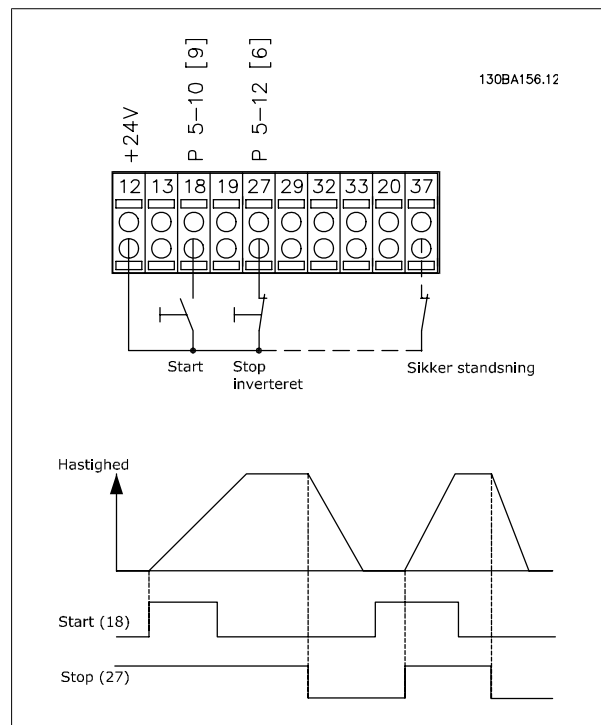 +24V
P 5-10 [9]
P 5-12 [6]
130BA156.12
12 13 18 19 27 29 32 33 20 37
Start
Stop
inverteret
Sikker standsning
Hastighed
Start (18)
Stop (27)